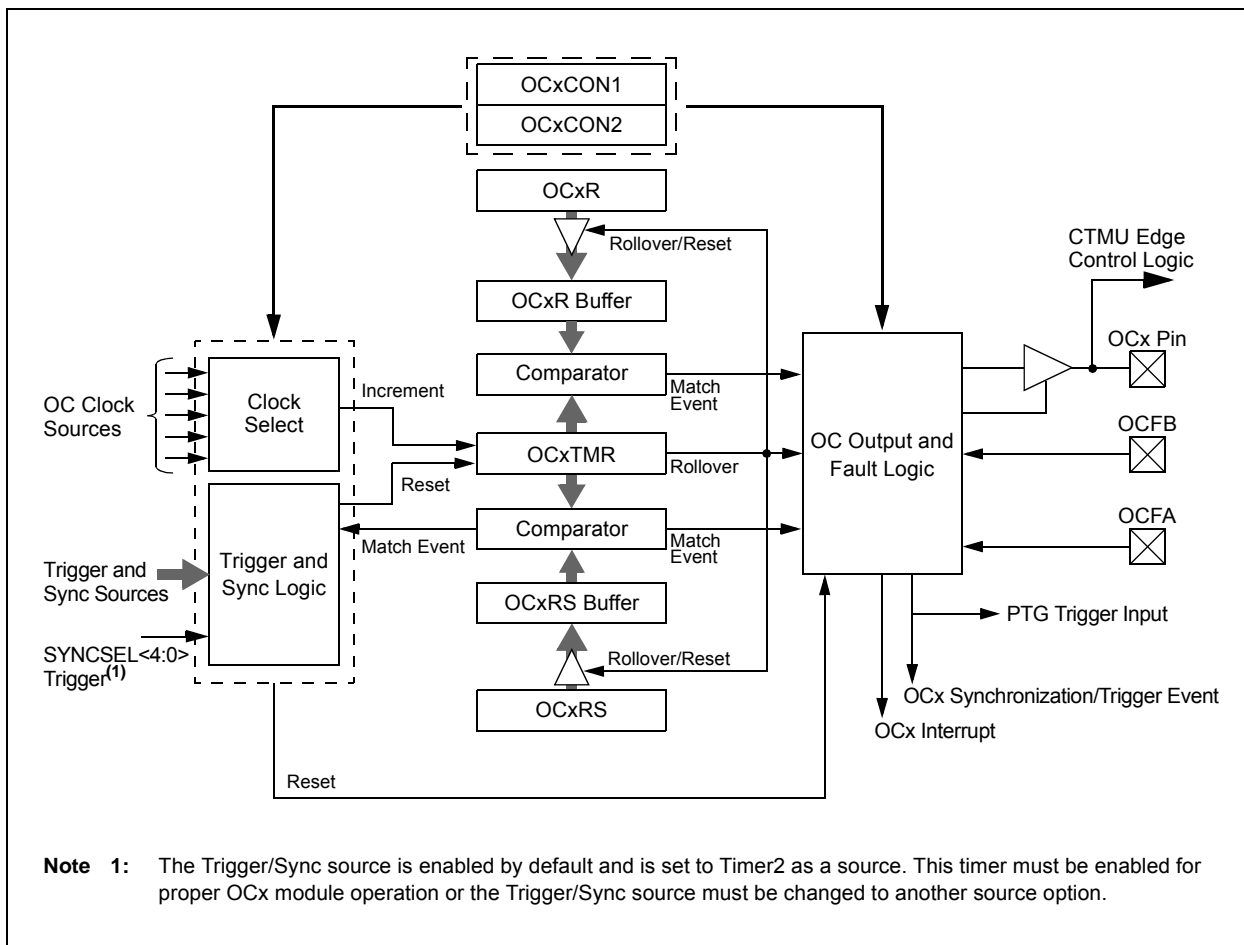 OCxCON1
OCxCON2
OCxR
Rollover/Reset
CTMU Edge
Control Logic
OCxR Buffer
OCx Pin
Comparator
Match
Event
Increment
OC Clock
Sources
Clock
Select
OCxTMR
Rollover
OC Output and
Fault Logic
OCFB
Reset
Comparator
Match Event
Match
Event
OCFA
Trigger and
Sync Logic
Trigger and
Sync Sources
OCxRS Buffer
PTG Trigger Input
SYNCSEL<4:0>
Trigger(1)
Rollover/Reset
OCxRS
OCx Synchronization/Trigger Event
OCx Interrupt
Reset
Note 1: The Trigger/Sync source is enabled by default and is set to Timer2 as a source. This timer must be enabled for
proper OCx module operation or the Trigger/Sync source must be changed to another source option.